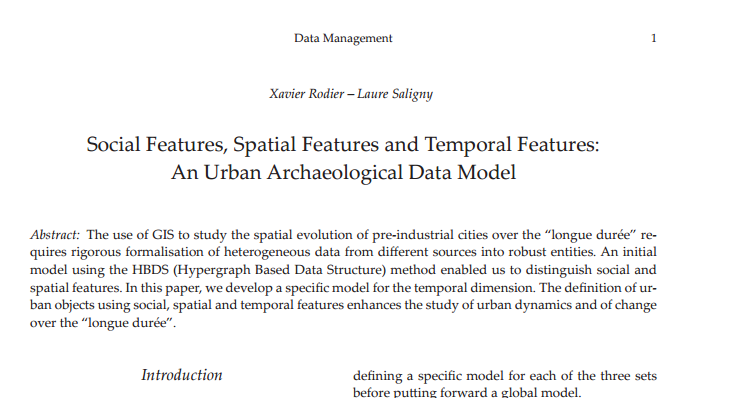 Data Management 1
Xavier Rodier – Laure Saligny
Social Features, Spatial Features and Temporal Features:
An Urban Archaeological Data Model
Abstract: The use of GIS to study the spatial evolution of pre-industrial cities over the “longue durée” re-
quires rigorous formalisation of heterogeneous data from different sources into robust entities. An initial
model using the HBDS (Hypergraph Based Data Structure) method enabled us to distinguish social and
spatial features. In this paper, we develop a specific model for the temporal dimension. The definition of ur-
ban objects using social, spatial and temporal features enhances the study of urban dynamics and of change
over the “longue durée”.
Introduction
defining a specific model for each of the three sets
before putting forward a global model.